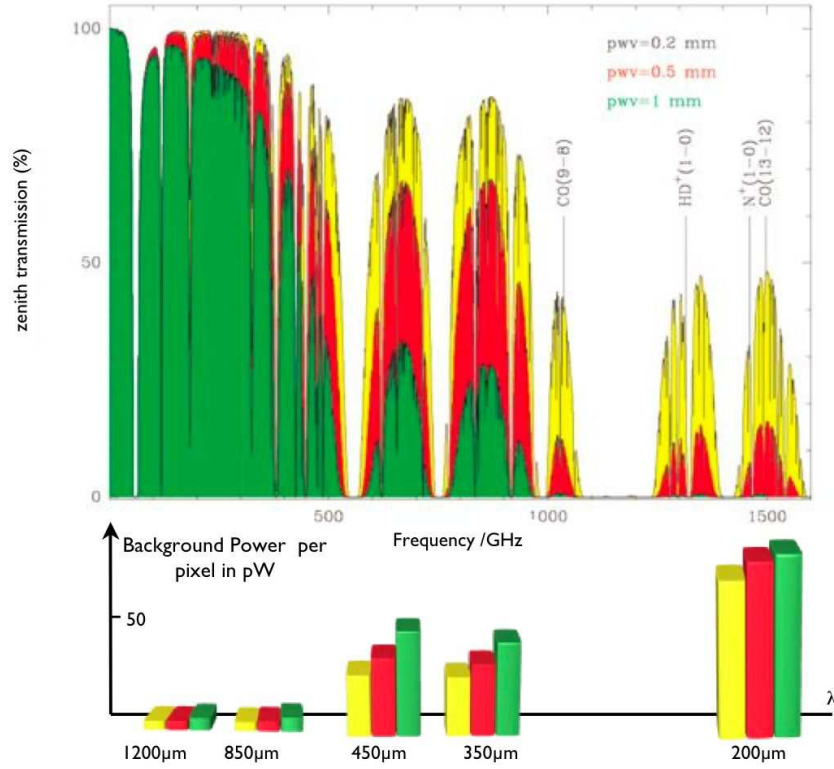 100
50
0
zenith transmission (%)
pwv=0.2 mm
pwv=0.5 mm
pwv=1 mm
CO(9−8)
HD⁺(1−0)
N⁺(1−0)
CO(13−12)
500
1000
1500
Frequency /GHz
Background Power per
pixel in pW
50
λ
1200μm
850μm
450μm
350μm
200μm